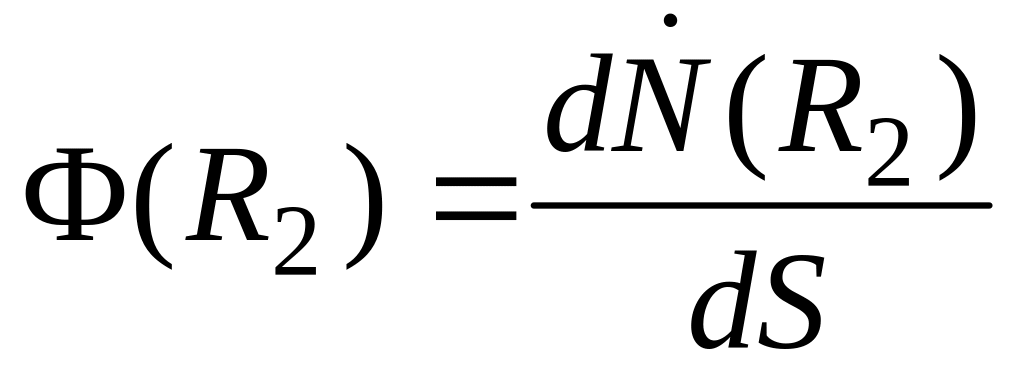 Φ(R₂) = dṄ(R₂) / dS